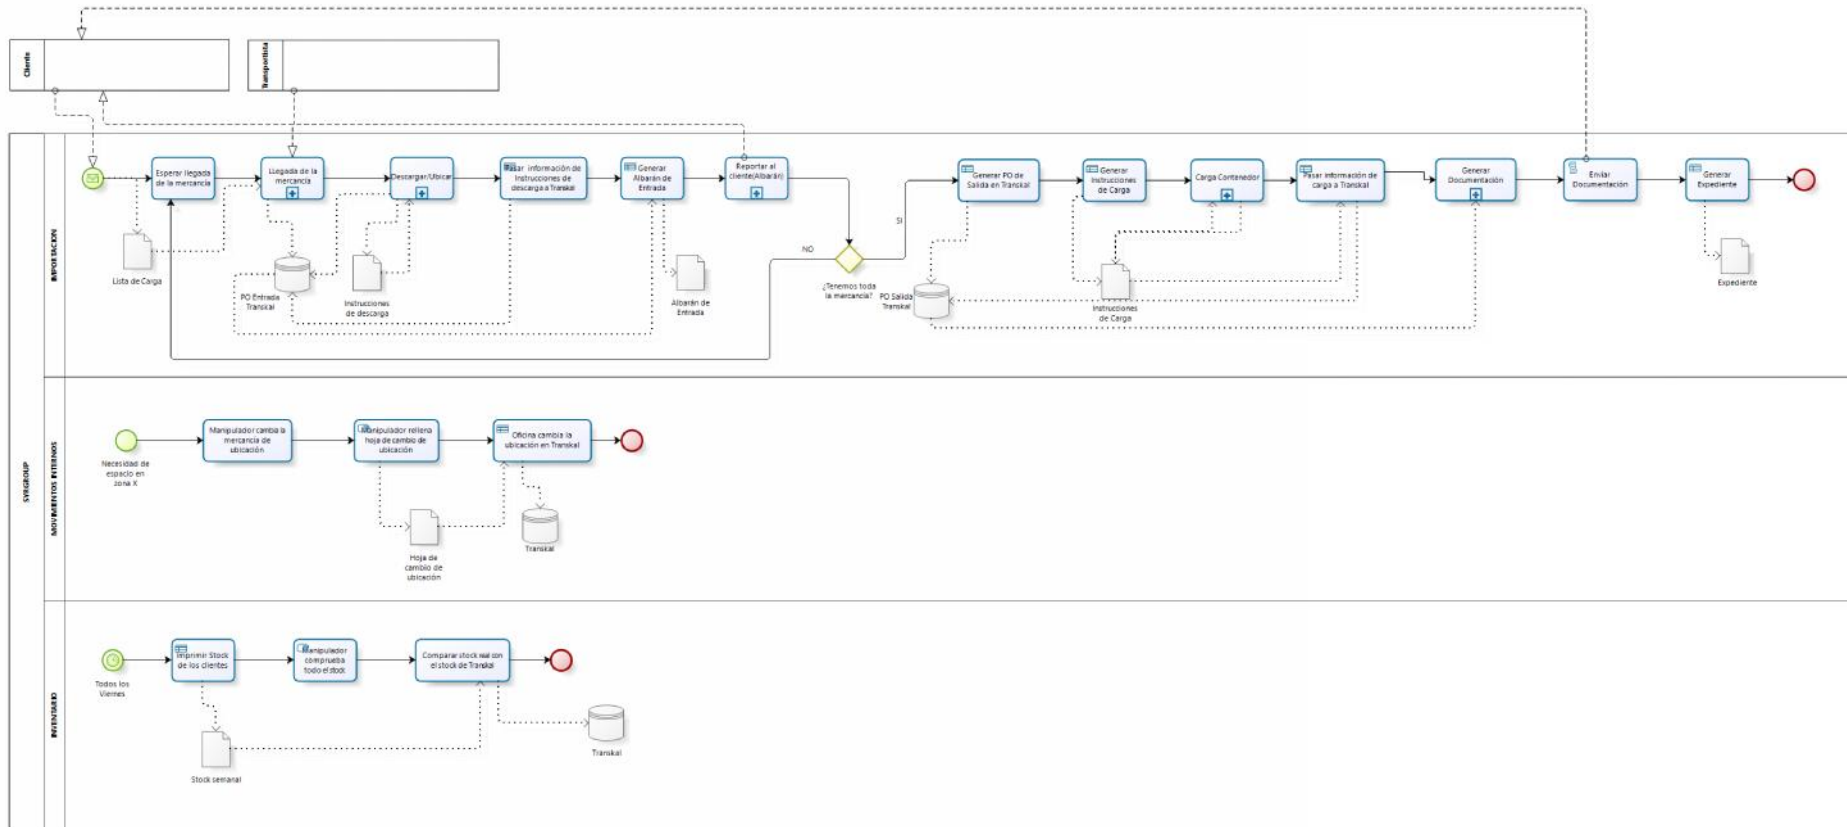 Cliente
Transportista
SYRGROUP
IMPORTACION
Esperar llegada
de la mercancía
Llegada de la
mercancía
Descargar/Ubicar
Pasar información de
Instrucciones de
descarga a Transkal
Generar
Albarán de
Entrada
Reportar al
cliente(Albarán)
Generar PO de
Salida en Transkal
Generar
Instrucciones
de Carga
Carga Contenedor
Pasar información de
carga a Transkal
Generar
Documentación
Enviar
Documentación
Generar
Expediente
SI
NO
¿Tenemos toda
la mercancía?
Lista de Carga
PO Entrada
Transkal
Instrucciones
de descarga
Albarán de
Entrada
PO Salida
Transkal
Instrucciones
de Carga
Expediente
MOVIMIENTOS INTERNOS
Necesidad de
espacio en
zona X
Manipulador cambia la
mercancía de
ubicación
Manipulador rellena
hoja de cambio de
ubicación
Oficina cambia la
ubicación en Transkal
Hoja de
cambio de
ubicación
Transkal
INVENTARIO
Todos los
Viernes
Imprimir Stock
de los clientes
Manipulador
comprueba
todo el stock
Comparar stock real con
el stock de Transkal
Stock semanal
Transkal